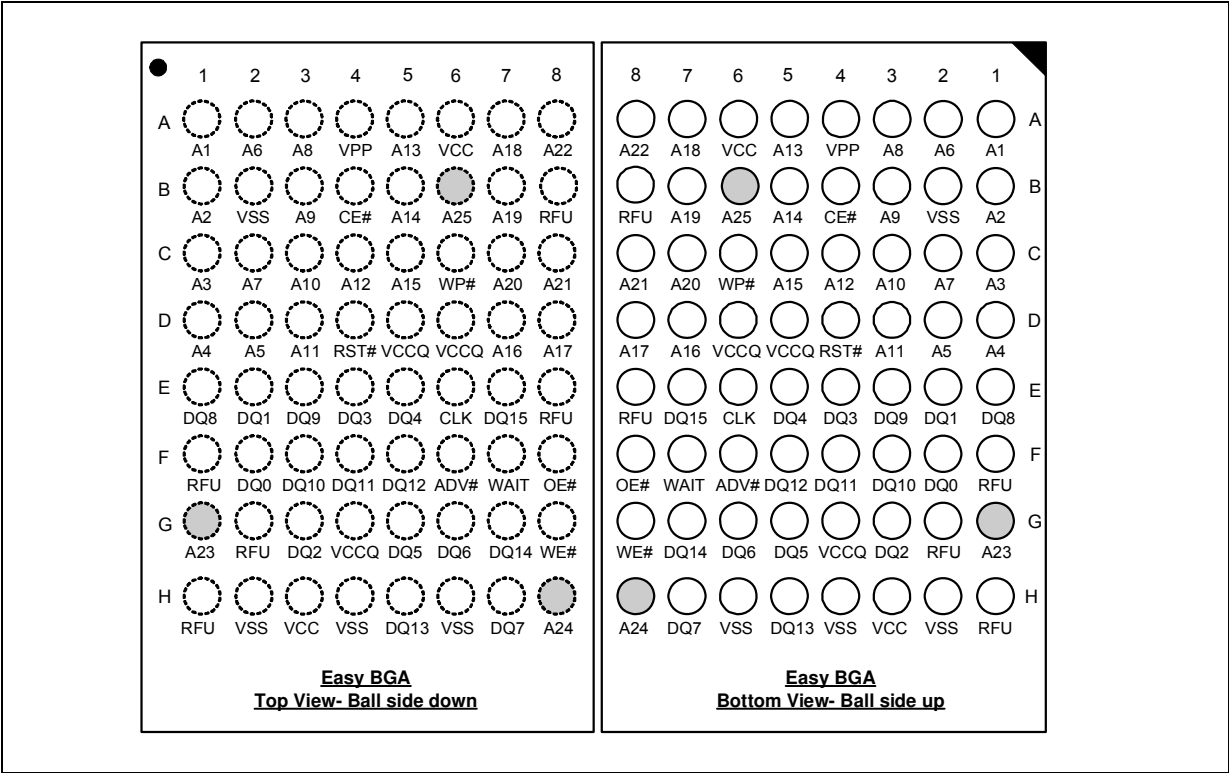 1 2 3 4 5 6 7 8
A
A1 A6 A8 VPP A13 VCC A18 A22
B
A2 VSS A9 CE# A14 A25 A19 RFU
C
A3 A7 A10 A12 A15 WP# A20 A21
D
A4 A5 A11 RST# VCCQ VCCQ A16 A17
E
DQ8 DQ1 DQ9 DQ3 DQ4 CLK DQ15 RFU
F
RFU DQ0 DQ10 DQ11 DQ12 ADV# WAIT OE#
G
A23 RFU DQ2 VCCQ DQ5 DQ6 DQ14 WE#
H
RFU VSS VCC VSS DQ13 VSS DQ7 A24
Easy BGA
Top View- Ball side down
8 7 6 5 4 3 2 1
A
A22 A18 VCC A13 VPP A8 A6 A1
B
RFU A19 A25 A14 CE# A9 VSS A2
C
A21 A20 WP# A15 A12 A10 A7 A3
D
A17 A16 VCCQ VCCQ RST# A11 A5 A4
E
RFU DQ15 CLK DQ4 DQ3 DQ9 DQ1 DQ8
F
OE# WAIT ADV# DQ12 DQ11 DQ10 DQ0 RFU
G
WE# DQ14 DQ6 DQ5 VCCQ DQ2 RFU A23
H
A24 DQ7 VSS DQ13 VSS VCC VSS RFU
Easy BGA
Bottom View- Ball side up